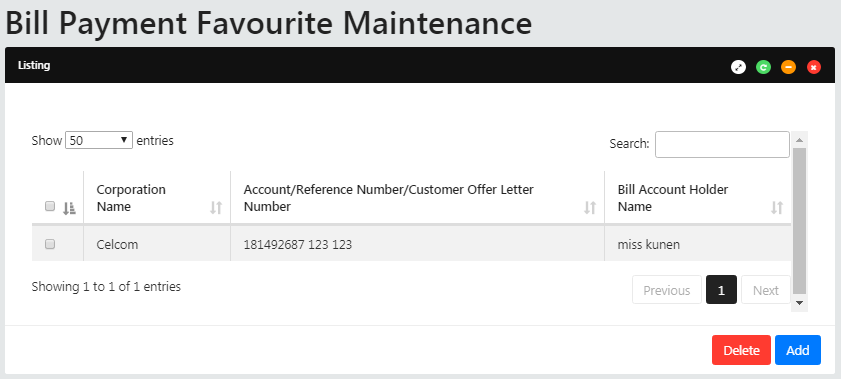 Bill Payment Favourite Maintenance
Listing
Show 50 entries
Search:
Corporation
Name
Account/Reference Number/Customer Offer Letter
Number
Bill Account Holder
Name
Celcom 181492687 123 123 miss kunen
Showing 1 to 1 of 1 entries
Previous 1 Next
Delete Add